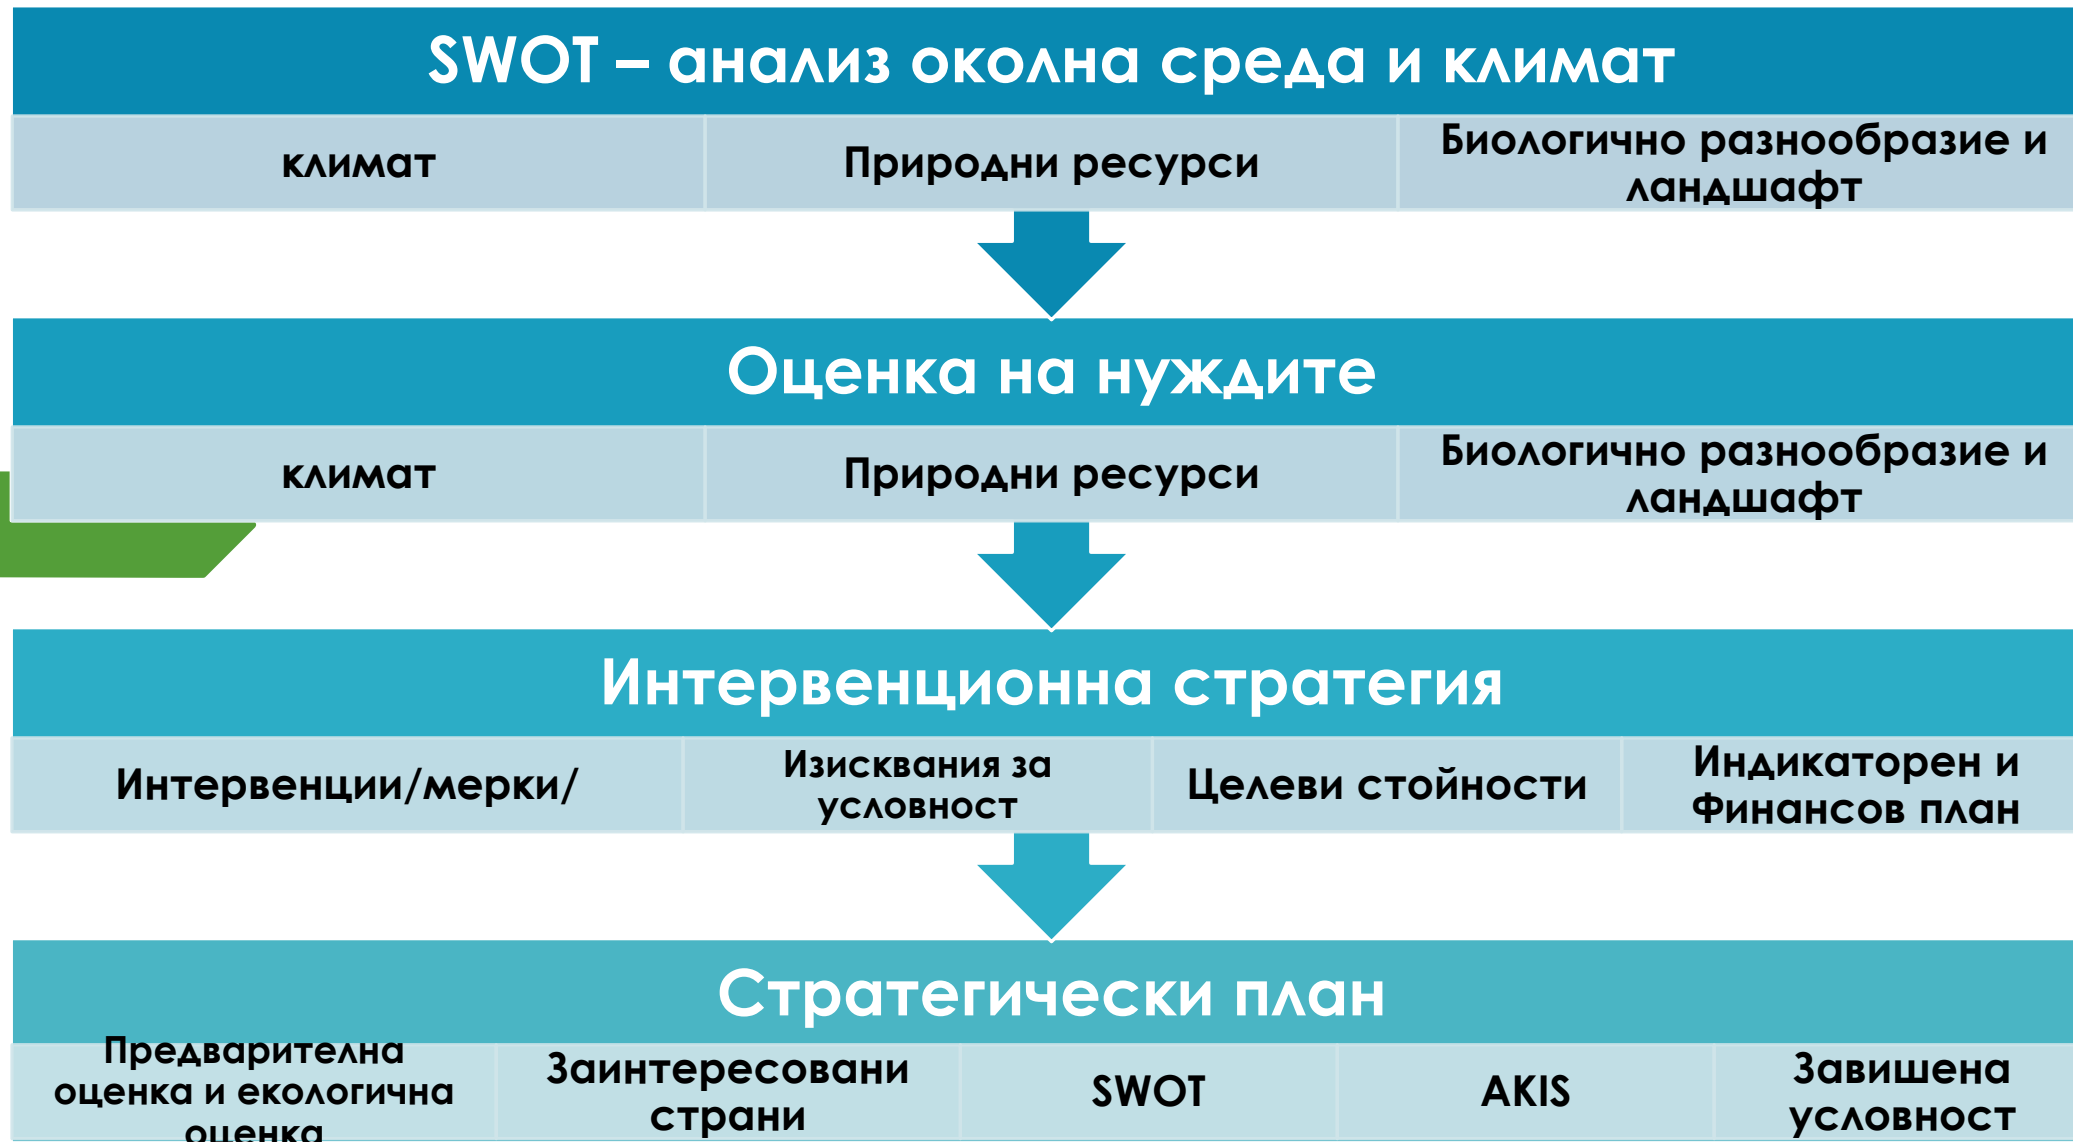 SWOT – анализ околна среда и климат
климат
Природни ресурси
Биологично разнообразие и
ландшафт
Оценка на нуждите
климат
Природни ресурси
Биологично разнообразие и
ландшафт
Интервенционна стратегия
Интервенции/мерки/
Изисквания за
условност
Целеви стойности
Индикаторен и
Финансов план
Стратегически план
Предварителна
оценка и екологична
оценка
Заинтересовани
страни
SWOT
AKIS
Завишена
условност